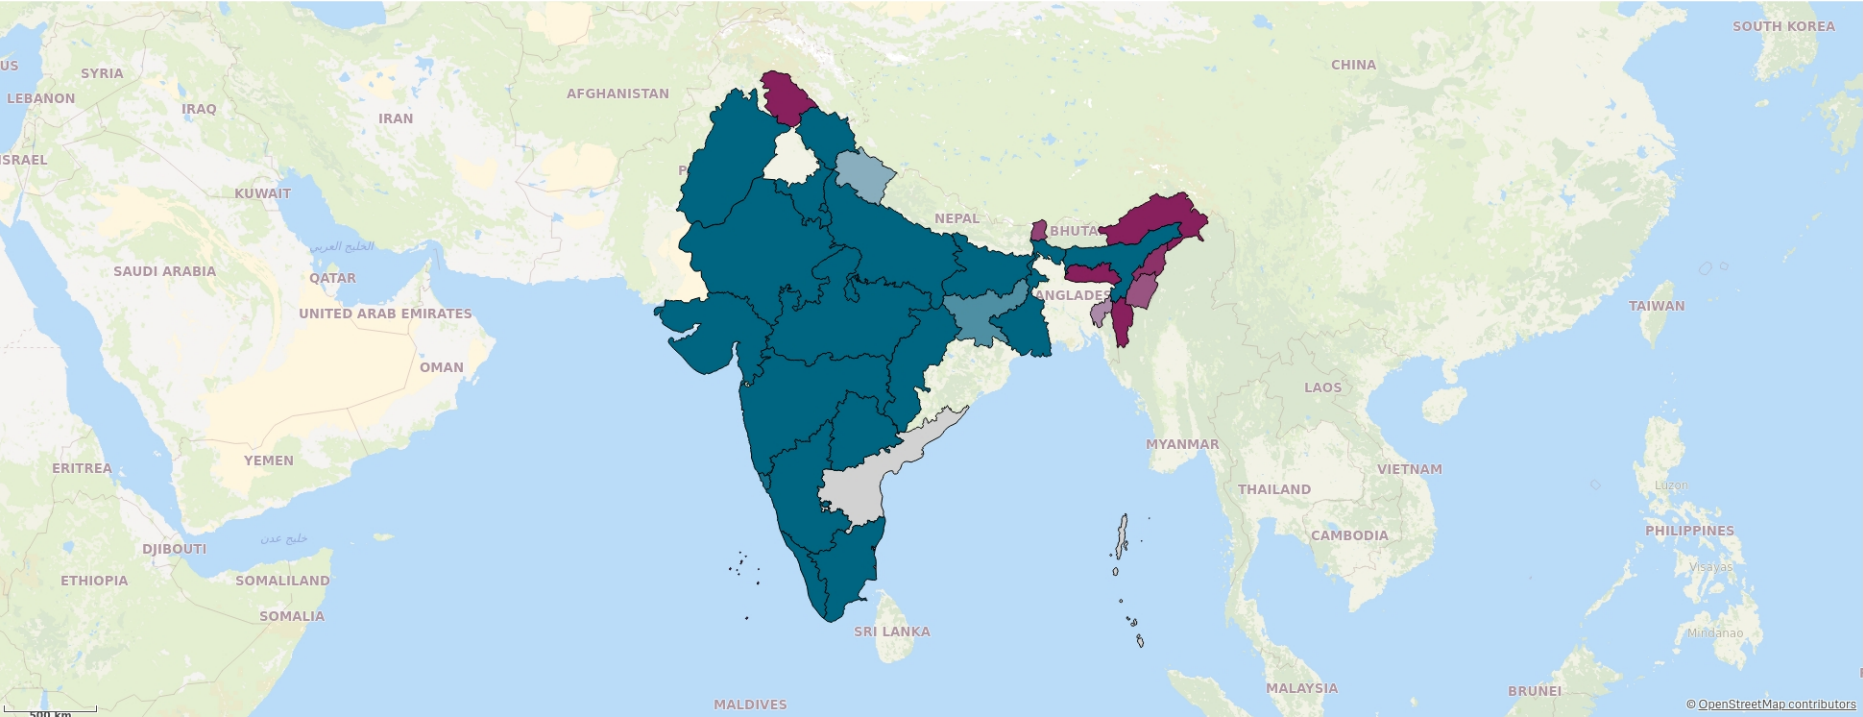 SOUTH KOREA
US
SYRIA
CHINA
AFGHANISTAN
LEBANON
IRAQ
IRAN
ISRAEL
P
KUWAIT
NEPAL
BHUTA
الخليج العربي
SAUDI ARABIA
QATAR
ANGLADES
TAIWAN
UNITED ARAB EMIRATES
OMAN
LAOS
MYANMAR
ERITREA
YEMEN
VIETNAM
Luzon
THAILAND
PHILIPPINES
CAMBODIA
خليج عدن
DJIBOUTI
Visayas
ETHIOPIA
SOMALILAND
SOMALIA
SRI LANKA
Mindanao
MALAYSIA
BRUNEI
MALDIVES
© OpenStreetMap contributors
500 km